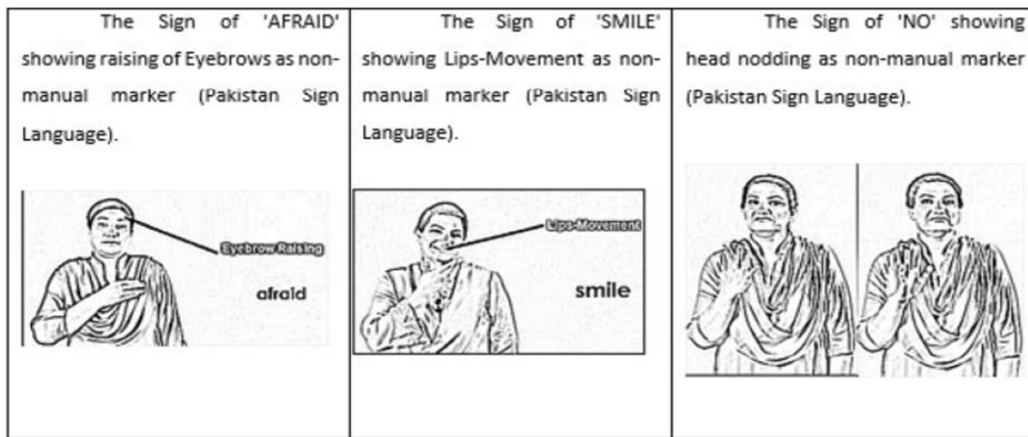 The Sign of 'AFRAID'
showing raising of Eyebrows as non-
manual marker (Pakistan Sign
Language).
Eyebrow Raising
afraid
The Sign of 'SMILE'
showing Lips-Movement as non-
manual marker (Pakistan Sign
Language).
Lips-Movement
smile
The Sign of 'NO' showing
head nodding as non-manual marker
(Pakistan Sign Language).